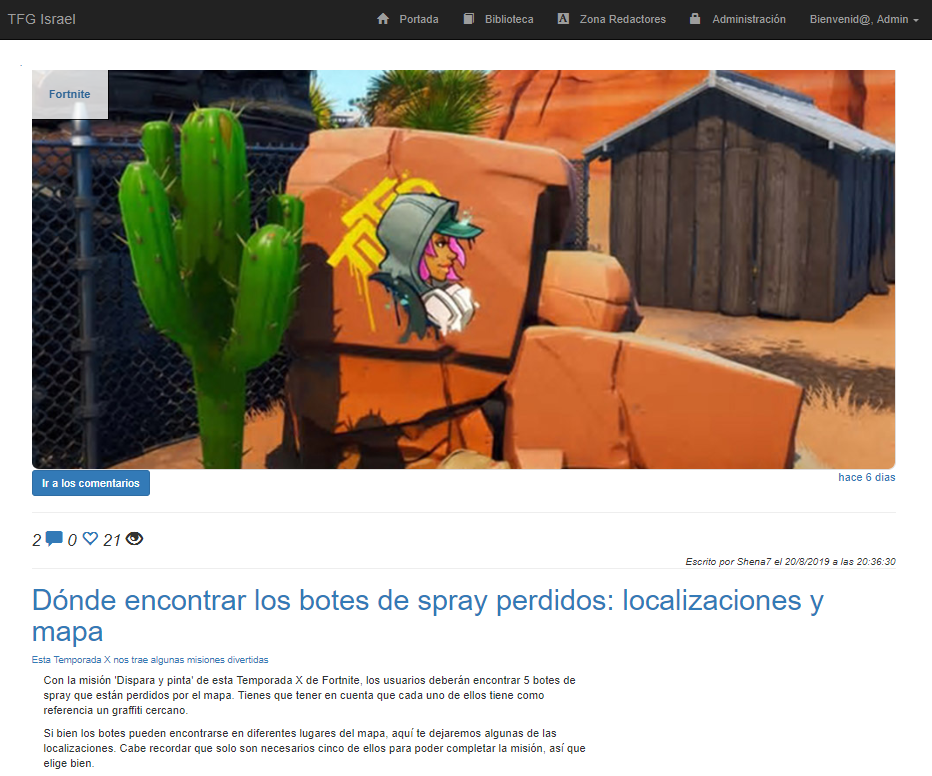 TFG Israel
Portada
Biblioteca
Zona Redactores
Administración
Bienvenid@, Admin
Fortnite
Ir a los comentarios
hace 6 dias
2 0 21
Escrito por Shena7 el 20/8/2019 a las 20:36:30
Dónde encontrar los botes de spray perdidos: localizaciones y
mapa
Esta Temporada X nos trae algunas misiones divertidas
Con la misión 'Dispara y pinta' de esta Temporada X de Fortnite, los usuarios deberán encontrar 5 botes de
spray que están perdidos por el mapa. Tienes que tener en cuenta que cada uno de ellos tiene como
referencia un graffiti cercano.
Si bien los botes pueden encontrarse en diferentes lugares del mapa, aquí te dejaremos algunas de las
localizaciones. Cabe recordar que solo son necesarios cinco de ellos para poder completar la misión, así que
elige bien.